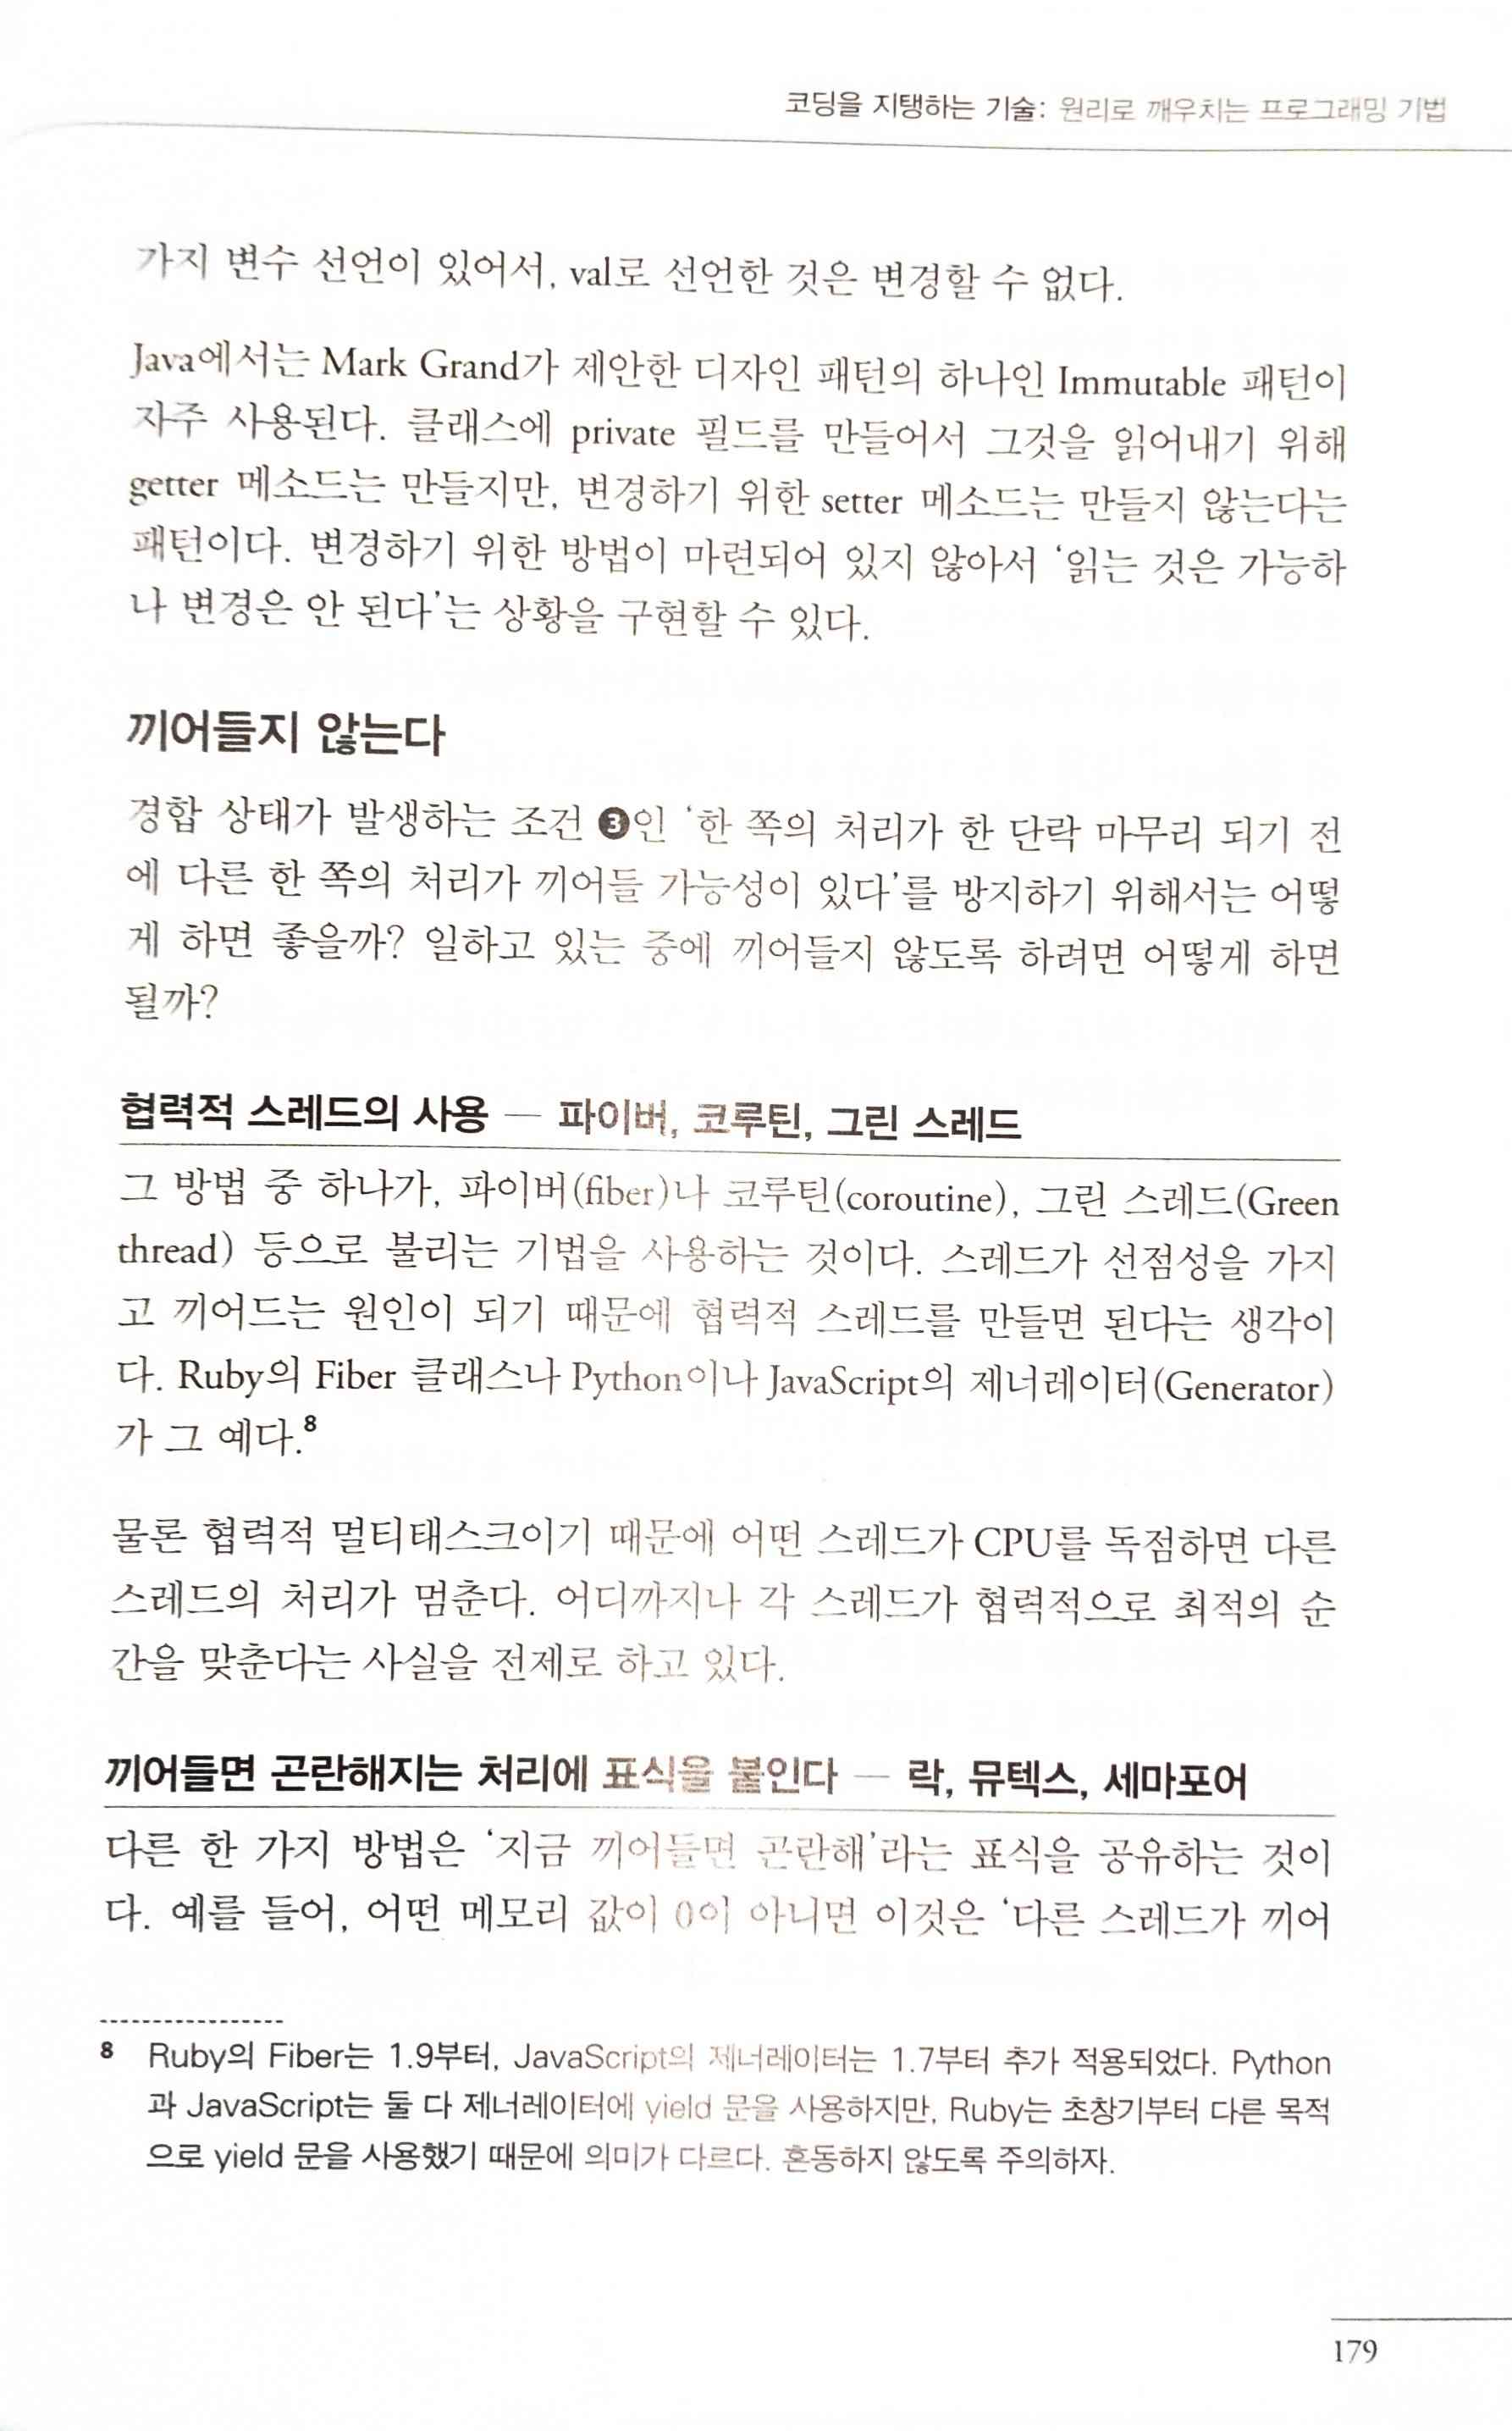 코딩을 지탱하는 기술: 원리로 깨우치는 프로그래밍 기법
가지 변수 선언이 있어서, val로 선언한 것은 변경할 수 없다.
Java에서는 Mark Grand가 제안한 디자인 패턴의 하나인 Immutable 패턴이
자주 사용된다. 클래스에 private 필드를 만들어서 그것을 읽어내기 위해
getter 메소드는 만들지만, 변경하기 위한 setter 메소드는 만들지 않는다는
패턴이다. 변경하기 위한 방법이 마련되어 있지 않아서 ‘읽는 것은 가능하
나 변경은 안 된다’는 상황을 구현할 수 있다.
끼어들지 않는다
경합 상태가 발생하는 조건 ❸인 ‘한 쪽의 처리가 한 단락 마무리 되기 전
에 다른 한 쪽의 처리가 끼어들 가능성이 있다’를 방지하기 위해서는 어떻
게 하면 좋을까? 일하고 있는 중에 끼어들지 않도록 하려면 어떻게 하면
될까?
협력적 스레드의 사용 — 파이버, 코루틴, 그린 스레드
그 방법 중 하나가, 파이버(fiber)나 코루틴(coroutine), 그린 스레드(Green
thread) 등으로 불리는 기법을 사용하는 것이다. 스레드가 선점성을 가지
고 끼어드는 원인이 되기 때문에 협력적 스레드를 만들면 된다는 생각이
다. Ruby의 Fiber 클래스나 Python이나 JavaScript의 제너레이터(Generator)
가 그 예다.8
물론 협력적 멀티태스크이기 때문에 어떤 스레드가 CPU를 독점하면 다른
스레드의 처리가 멈춘다. 어디까지나 각 스레드가 협력적으로 최적의 순
간을 맞춘다는 사실을 전제로 하고 있다.
끼어들면 곤란해지는 처리에 표식을 붙인다 — 락, 뮤텍스, 세마포어
다른 한 가지 방법은 ‘지금 끼어들면 곤란해’라는 표식을 공유하는 것이
다. 예를 들어, 어떤 메모리 값이 0이 아니면 이것은 ‘다른 스레드가 끼어
8 Ruby의 Fiber는 1.9부터, JavaScript의 제너레이터는 1.7부터 추가 적용되었다. Python
과 JavaScript는 둘 다 제너레이터에 yield 문을 사용하지만, Ruby는 초창기부터 다른 목적
으로 yield 문을 사용했기 때문에 의미가 다르다. 혼동하지 않도록 주의하자.
179